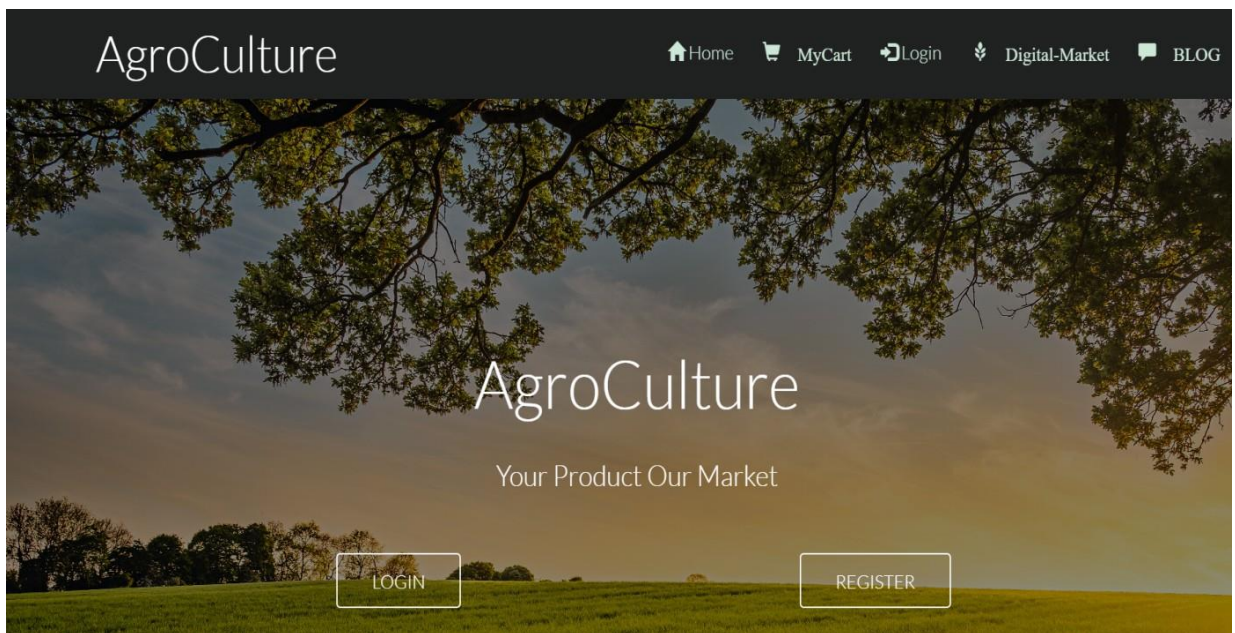 AgroCulture Home MyCart Login Digital-Market BLOG
AgroCulture
Your Product Our Market
LOGIN REGISTER